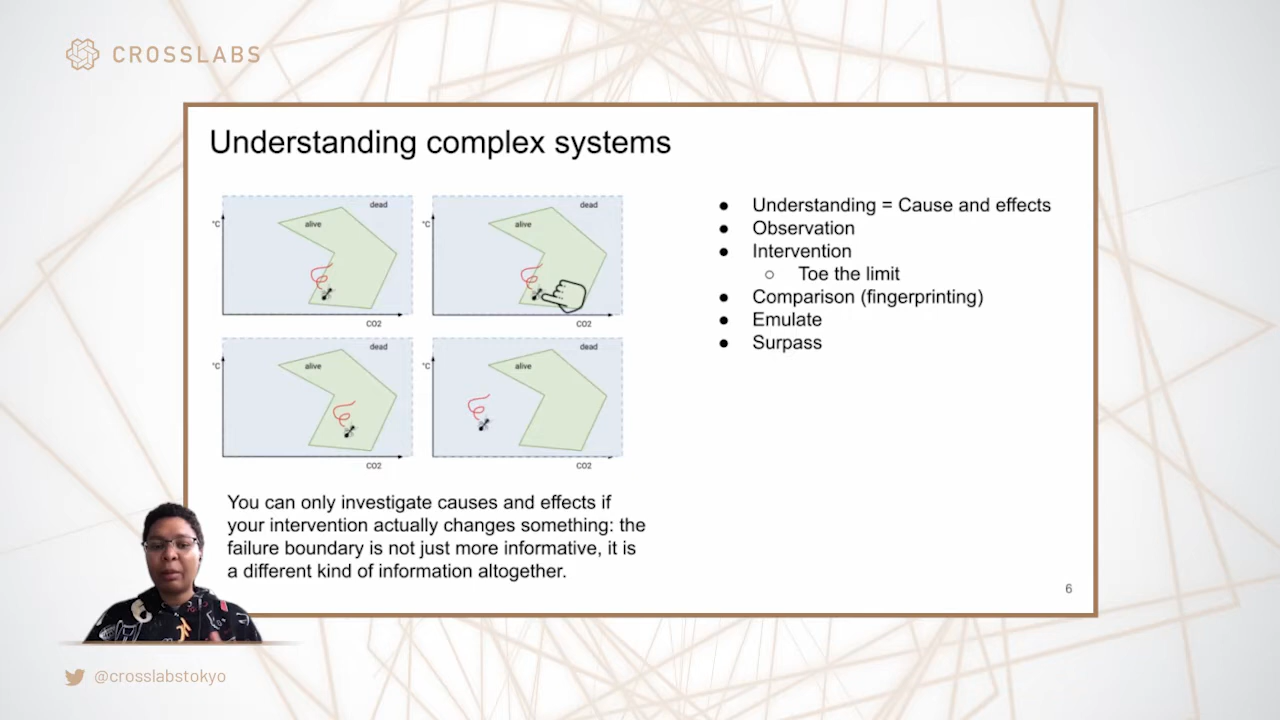 CROSSLABS
Understanding complex systems
°C
alive
dead
CO2
°C
alive
dead
CO2
°C
alive
dead
CO2
°C
alive
dead
CO2
You can only investigate causes and effects if
your intervention actually changes something: the
failure boundary is not just more informative, it is
a different kind of information altogether.
● Understanding = Cause and effects
● Observation
● Intervention
○ Toe the limit
● Comparison (fingerprinting)
● Emulate
● Surpass
6
@crosslabstokyo